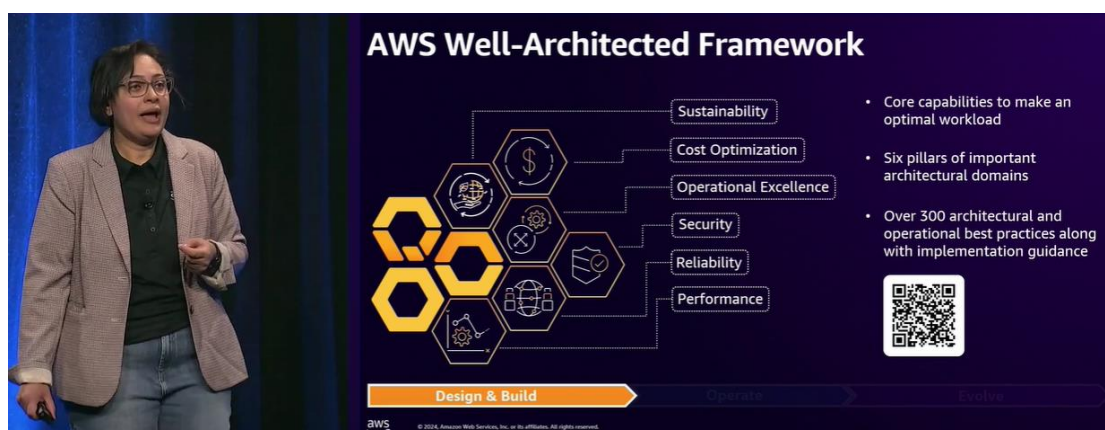 AWS Well-Architected Framework
Sustainability
Cost Optimization
Operational Excellence
Security
Reliability
Performance
• Core capabilities to make an
optimal workload
• Six pillars of important
architectural domains
• Over 300 architectural and
operational best practices along
with implementation guidance
Design & Build
Operate
Evolve
aws
© 2024, Amazon Web Services, Inc. or its affiliates. All rights reserved.